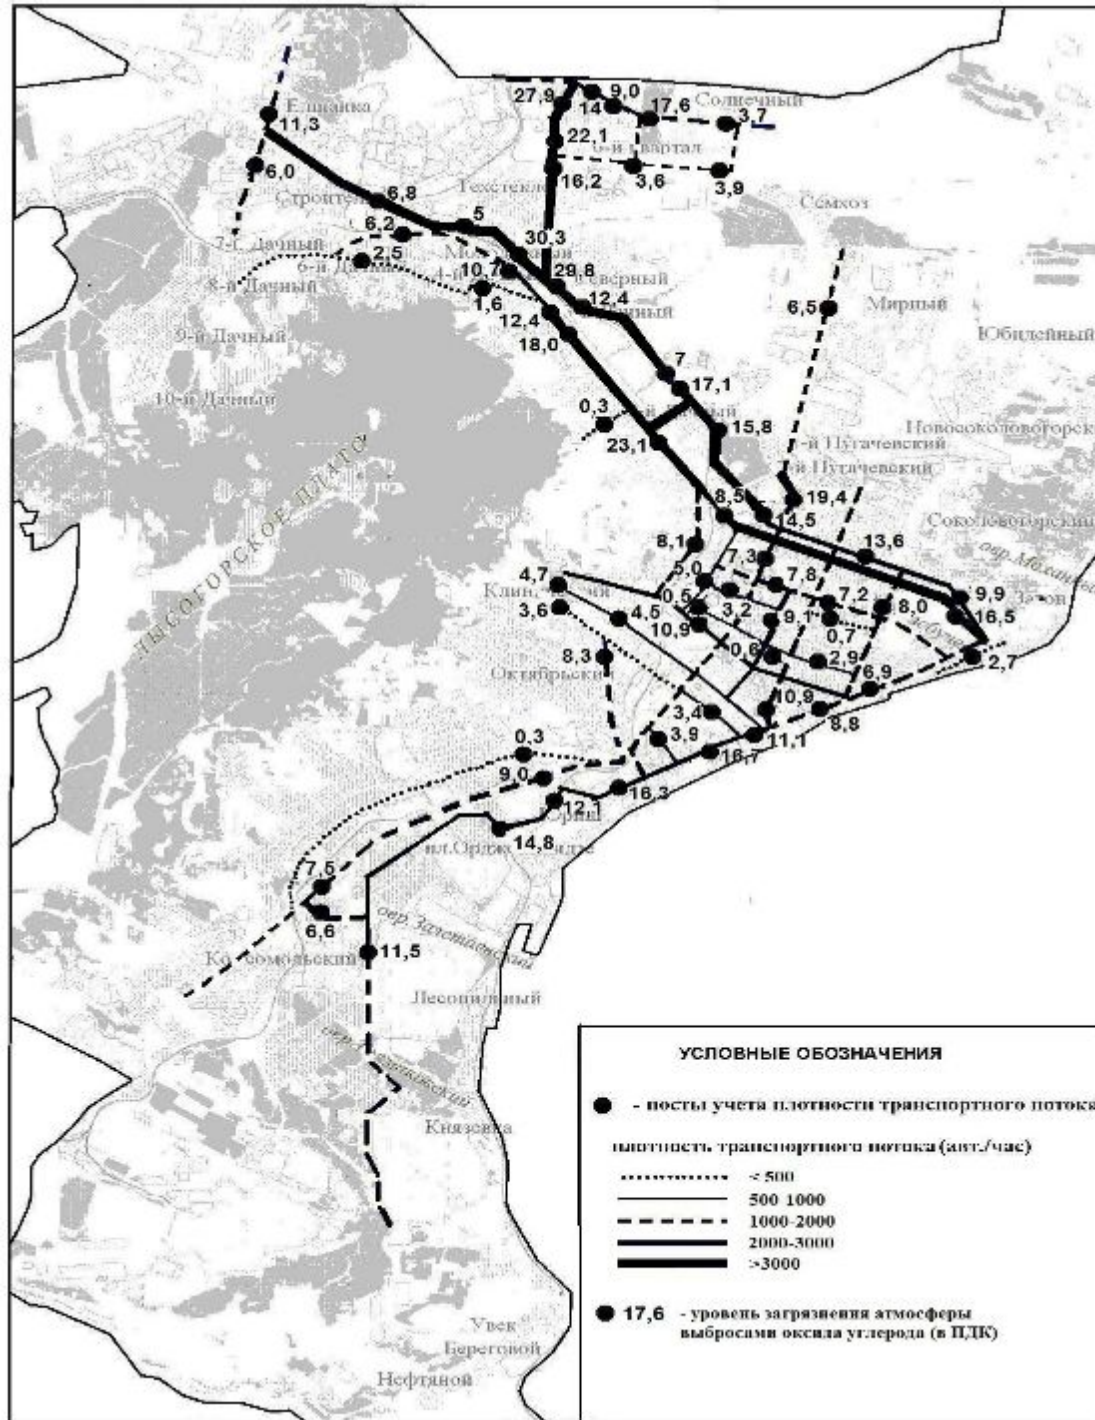 Елшанка
11,3
27,9
9,0
14
17,6
Солнечный
3,7
22,1
6-й квартал
6,0
16,2
3,6
3,9
Техстекло
6,8
Семхоз
5
6,2
7-й Дачный
2,5
30,3
6-й Дачный
10,7
29,8
8-й Дачный
1,6
12,4
12,4
6,5
Мирный
9-й Дачный
18,0
Юбилейный
7
10-й Дачный
17,1
0,3
15,8
23,1
Новосоколовогорск
-й Пугачевский
й Пугачевский
ЛЫСОГОРСКОЕ ПЛАТО
8,5
19,4
14,5
Соколовогорский
8,1
13,6
7,3
4,7
5,0
7,8
3,6
0,5
3,2
7,2
8,0
9,9
4,5
16,5
10,9
9,1
0,7
8,3
0,6
2,9
2,7
Октябрьский
6,9
3,4
10,9
8,8
0,3
3,9
11,1
9,0
16,7
16,3
12,1
14,8
7,5
6,6
овр. Залетаевский
11,5
Лесопильный
Князевка
Увек
Береговой
Нефтяной
УСЛОВНЫЕ ОБОЗНАЧЕНИЯ
- посты учета плотности транспортного потока
плотность транспортного потока (авт./час)
< 500
500-1000
1000-2000
2000-3000
>3000
17,6 - уровень загрязнения атмосферы
выбросами оксида углерода (в ПДК)